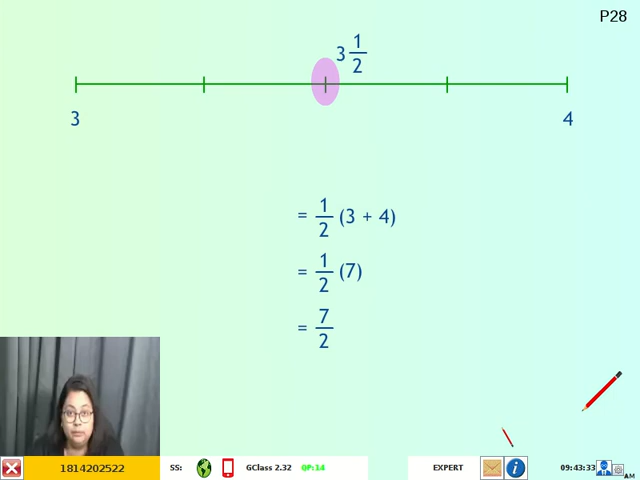 P28
3 1/2
3 4
= 1/2 (3 + 4)
= 1/2 (7)
= 7/2
1814202522 SS: GClass 2.32 QP:14 EXPERT 09:43:33 AM